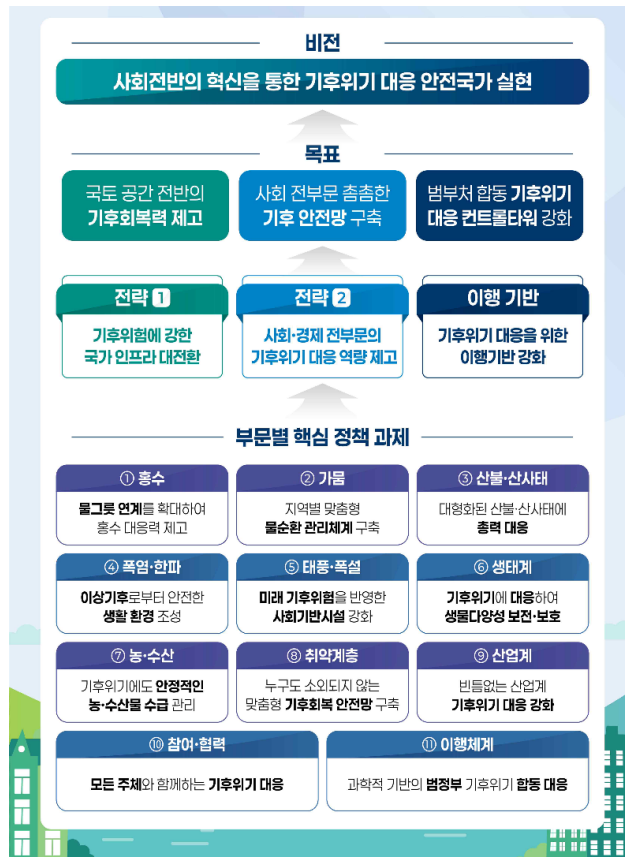 비전
사회전반의 혁신을 통한 기후위기 대응 안전국가 실현
목표
국토 공간 전반의
기후회복력 제고
사회 전부문 촘촘한
기후 안전망 구축
범부처 합동 기후위기
대응 컨트롤타워 강화
전략 1
기후위험에 강한
국가 인프라 대전환
전략 2
사회·경제 전부문의
기후위기 대응 역량 제고
이행 기반
기후위기 대응을 위한
이행기반 강화
부문별 핵심 정책 과제
① 홍수
물그릇 연계를 확대하여
홍수 대응력 제고
② 가뭄
지역별 맞춤형
물순환 관리체계 구축
③ 산불·산사태
대형화된 산불·산사태에
총력 대응
④ 폭염·한파
이상기후로부터 안전한
생활 환경 조성
⑤ 태풍·폭설
미래 기후위험을 반영한
사회기반시설 강화
⑥ 생태계
기후위기에 대응하여
생물다양성 보전·보호
⑦ 농·수산
기후위기에도 안정적인
농·수산물 수급 관리
⑧ 취약계층
누구도 소외되지 않는
맞춤형 기후회복 안전망 구축
⑨ 산업계
빈틈없는 산업계
기후위기 대응 강화
⑩ 참여·협력
모든 주체와 함께하는 기후위기 대응
⑪ 이행체계
과학적 기반의 범정부 기후위기 합동 대응